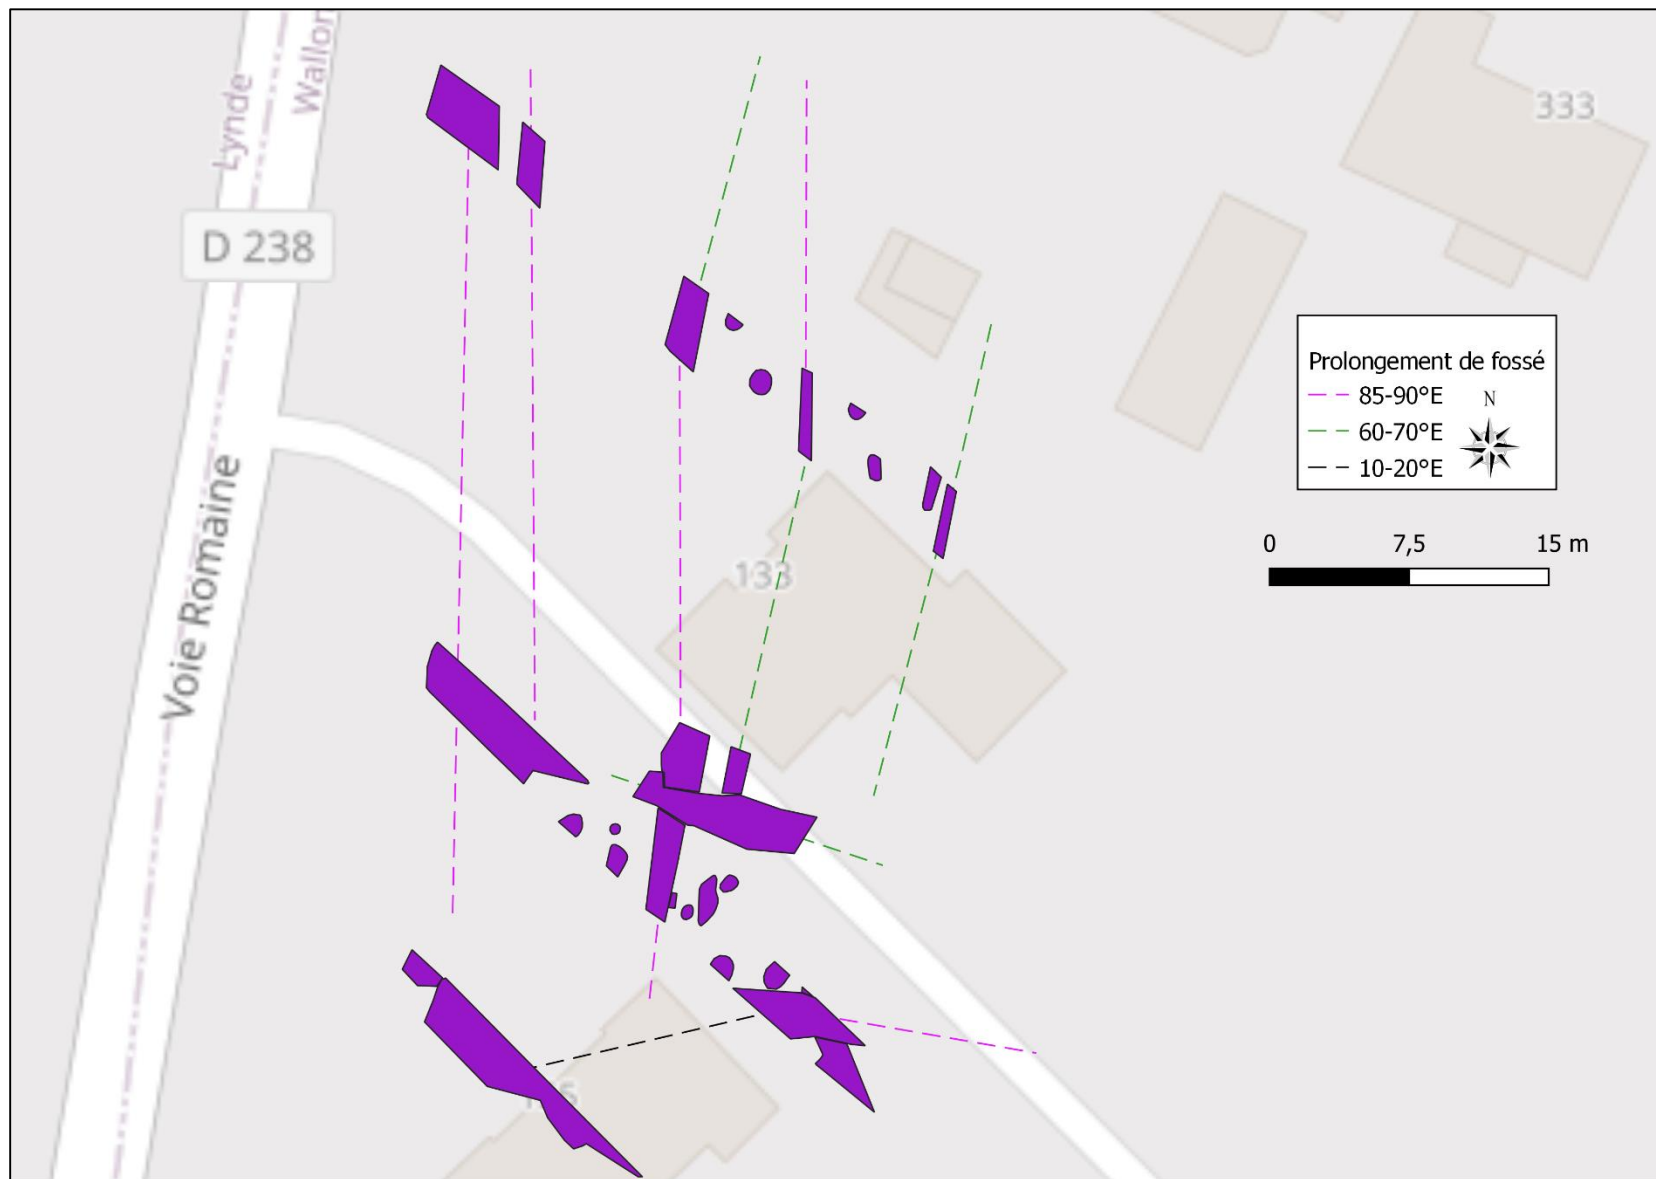 Lynde
Wallon
333
D 238
Prolongement de fossé
85-90°E
N
60-70°E
10-20°E
Voie Romaine
0 7,5 15 m
133